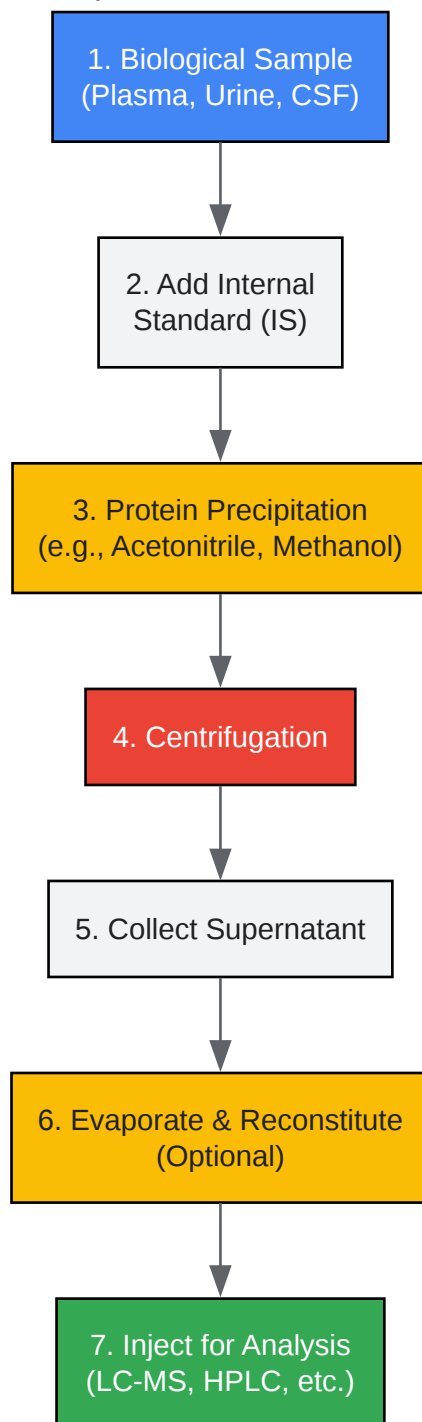 1. Biological Sample
(Plasma, Urine, CSF)
2. Add Internal
Standard (IS)
3. Protein Precipitation
(e.g., Acetonitrile, Methanol)
4. Centrifugation
5. Collect Supernatant
6. Evaporate & Reconstitute
(Optional)
7. Inject for Analysis
(LC-MS, HPLC, etc.)